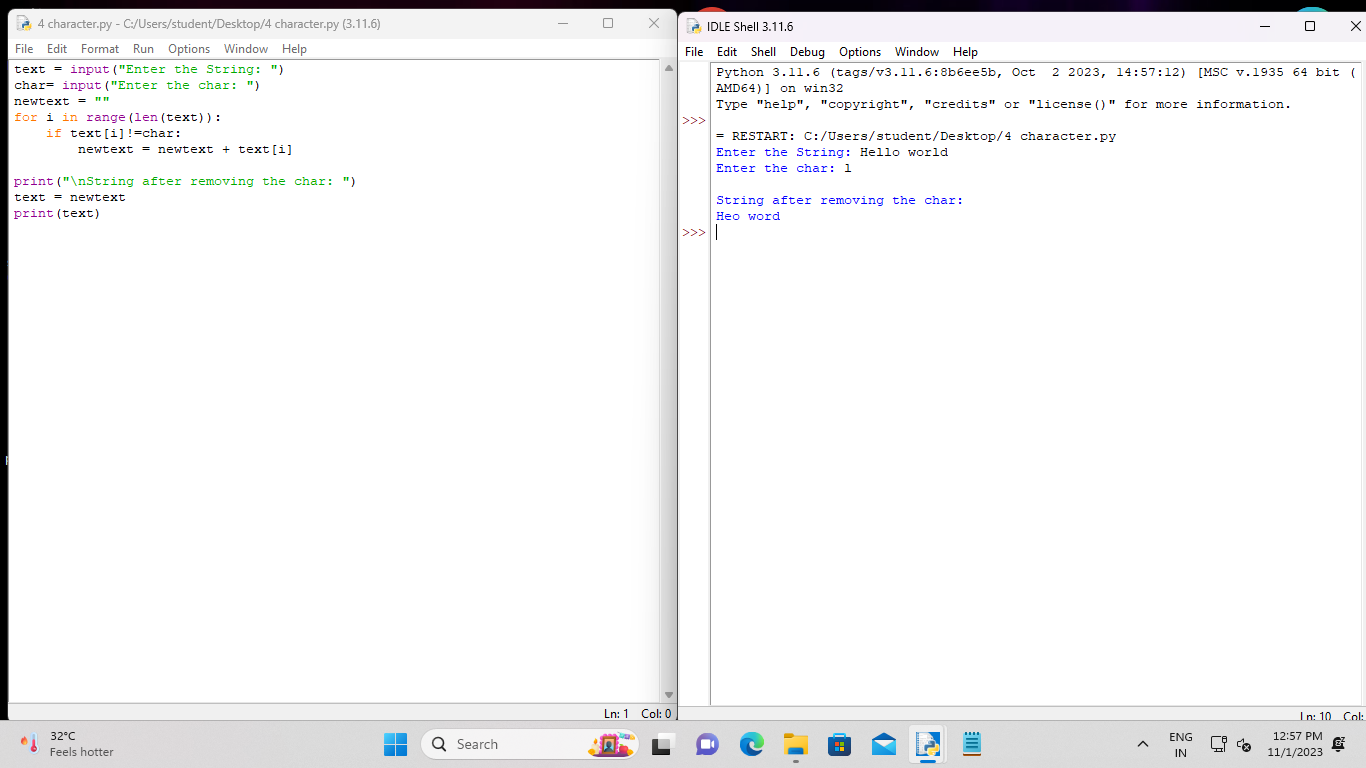 4 character.py - C:/Users/student/Desktop/4 character.py (3.11.6)
File Edit Format Run Options Window Help
text = input("Enter the String: ")
char= input("Enter the char: ")
newtext = ""
for i in range(len(text)):
    if text[i]!=char:
        newtext = newtext + text[i]
print("\nString after removing the char: ")
text = newtext
print(text)
Ln: 1 Col: 0
IDLE Shell 3.11.6
File Edit Shell Debug Options Window Help
Python 3.11.6 (tags/v3.11.6:8b6ee5b, Oct  2 2023, 14:57:12) [MSC v.1935 64 bit (
AMD64)] on win32
Type "help", "copyright", "credits" or "license()" for more information.
>>>
= RESTART: C:/Users/student/Desktop/4 character.py
Enter the String: Hello world
Enter the char: l
String after removing the char:
Heo word
>>>
Ln: 10 Col:
32°C
Feels hotter
Search
ENG
IN
12:57 PM
11/1/2023